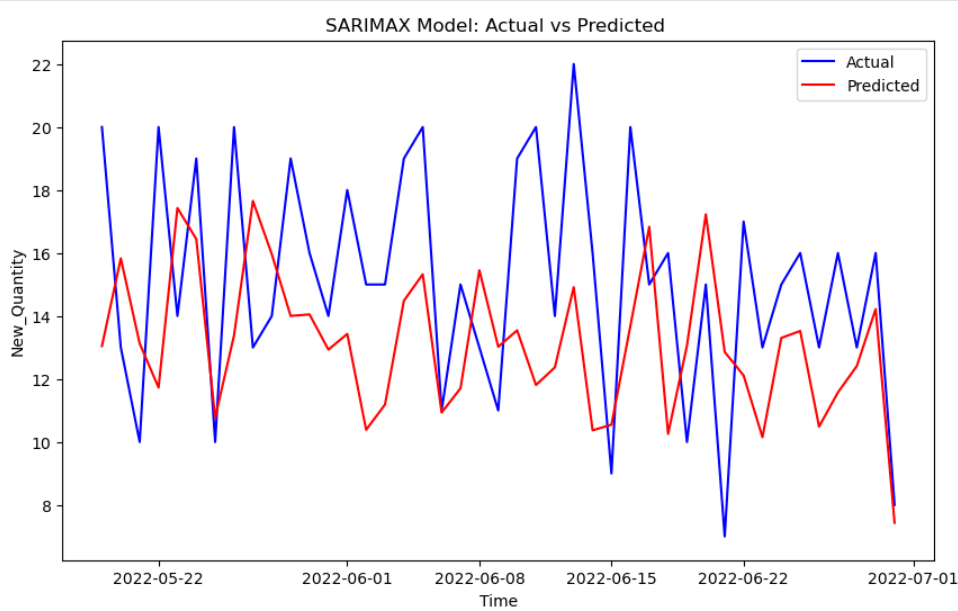 SARIMAX Model: Actual vs Predicted
Actual
Predicted
New_Quantity
22
20
18
16
14
12
10
8
2022-05-22
2022-06-01
2022-06-08
2022-06-15
2022-06-22
2022-07-01
Time